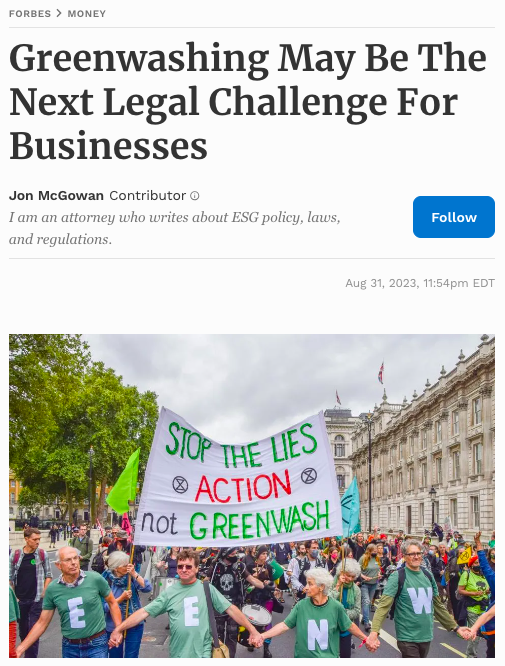 FORBES > MONEY
Greenwashing May Be The
Next Legal Challenge For
Businesses
Jon McGowan Contributor
I am an attorney who writes about ESG policy, laws,
and regulations.
Follow
Aug 31, 2023, 11:54pm EDT
STOP THE LIES
ACTION
not GREENWASH
E E N W